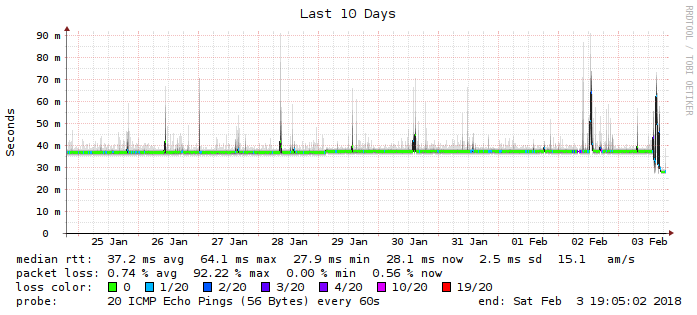 Last 10 Days
RRDTOOL / TOBI OETIKER
Seconds
90 m
80 m
70 m
60 m
50 m
40 m
30 m
20 m
10 m
0
25 Jan 26 Jan 27 Jan 28 Jan 29 Jan 30 Jan 31 Jan 01 Feb 02 Feb 03 Feb
median rtt: 37.2 ms avg 64.1 ms max 27.9 ms min 28.1 ms now 2.5 ms sd 15.1 am/s
packet loss: 0.74 % avg 92.22 % max 0.00 % min 0.56 % now
loss color: 0 1/20 2/20 3/20 4/20 10/20 19/20
probe: 20 ICMP Echo Pings (56 Bytes) every 60s end: Sat Feb 3 19:05:02 2018